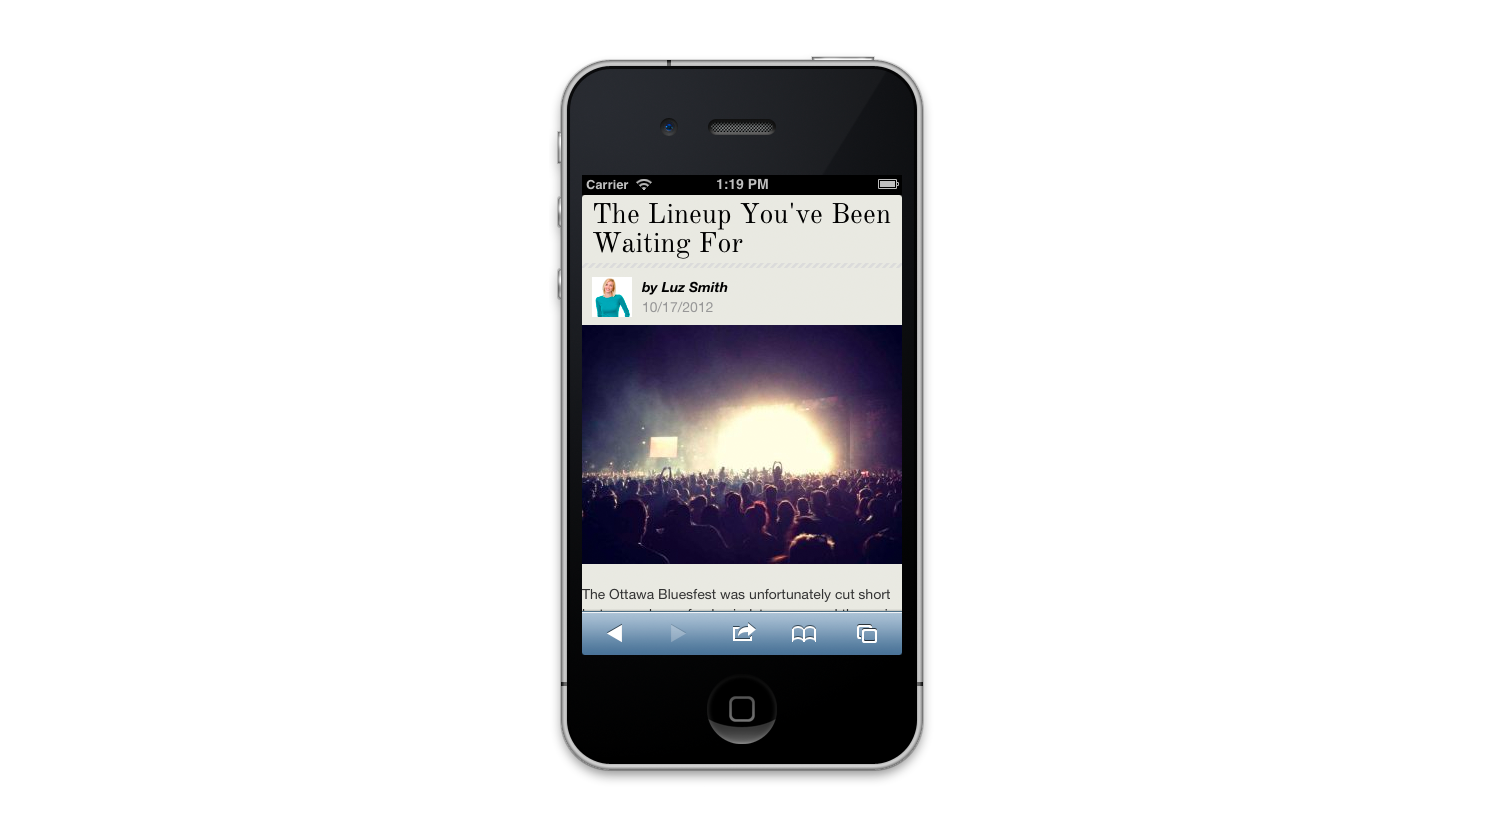 Carrier 1:19 PM
The Lineup You've Been
Waiting For
by Luz Smith
10/17/2012
The Ottawa Bluesfest was unfortunately cut short